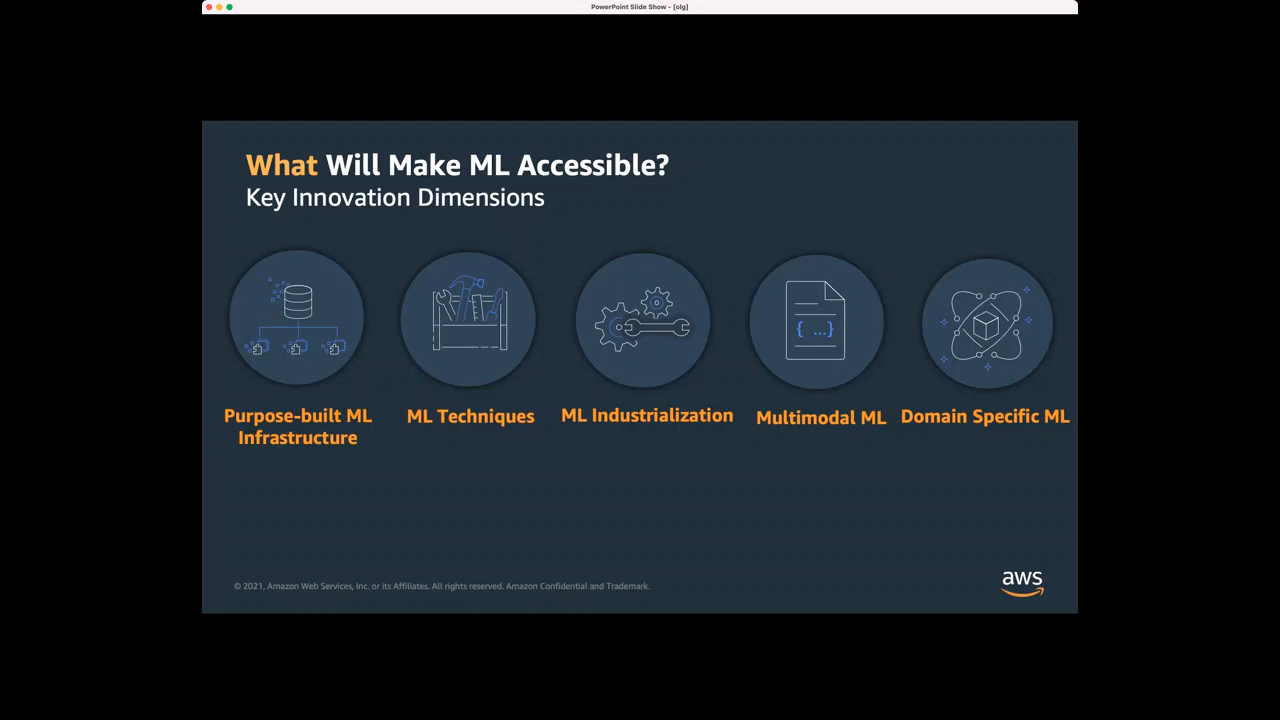 PowerPoint Slide Show - [olg]
What Will Make ML Accessible?
Key Innovation Dimensions
{ ...}
Purpose-built ML
Infrastructure
ML Techniques
ML Industrialization
Multimodal ML
Domain Specific ML
© 2021, Amazon Web Services, Inc. or its Affiliates. All rights reserved. Amazon Confidential and Trademark.
aws